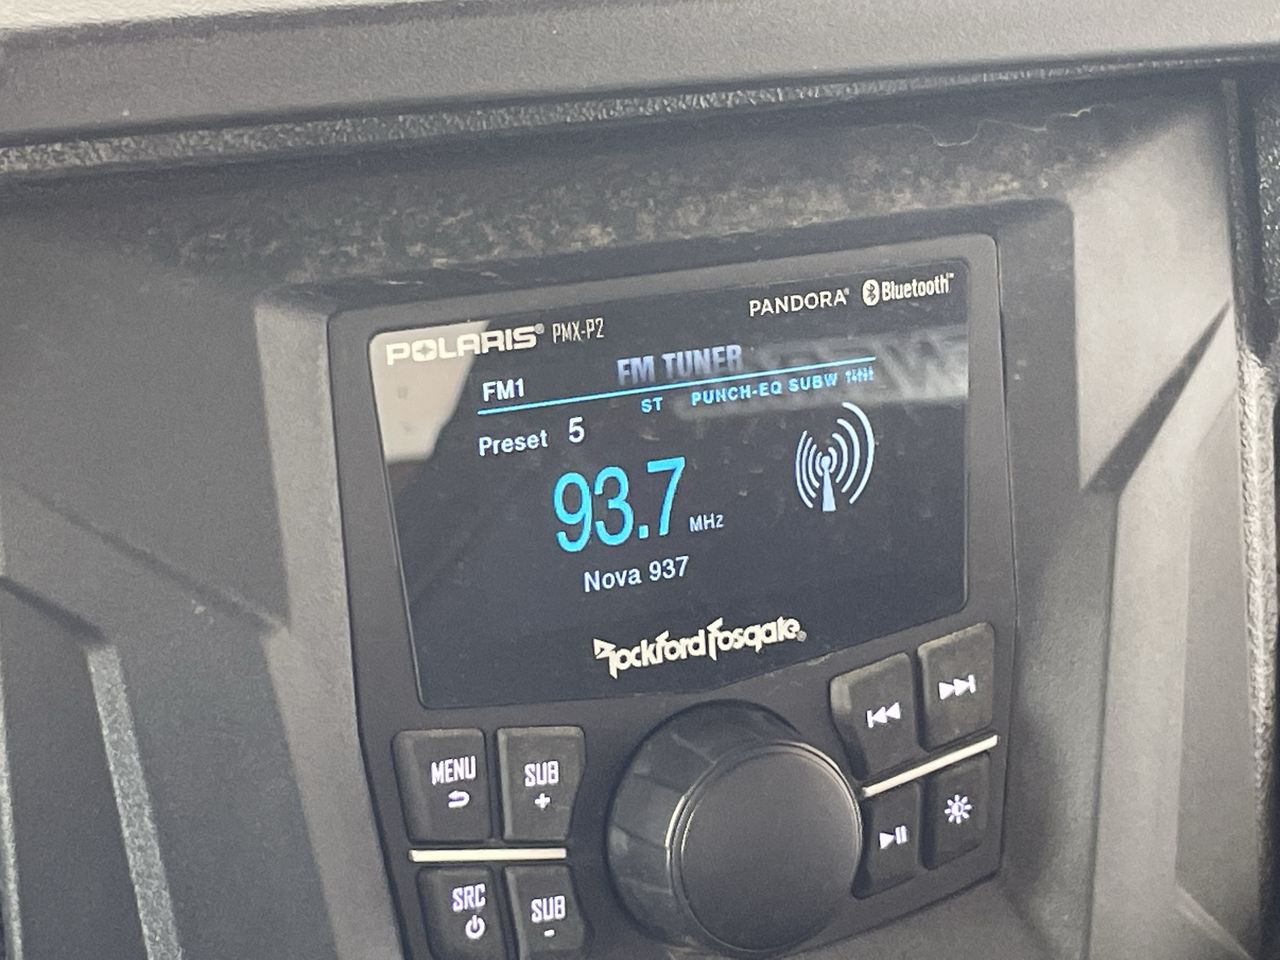 POLARIS® PMX-P2
PANDORA® Bluetooth™
FM TUNER
FM1
ST PUNCH-EQ SUBW
Preset 5
93.7 MHz
Nova 937
Rockford Fosgate®
MENU
SUB
+
SRC
SUB
-